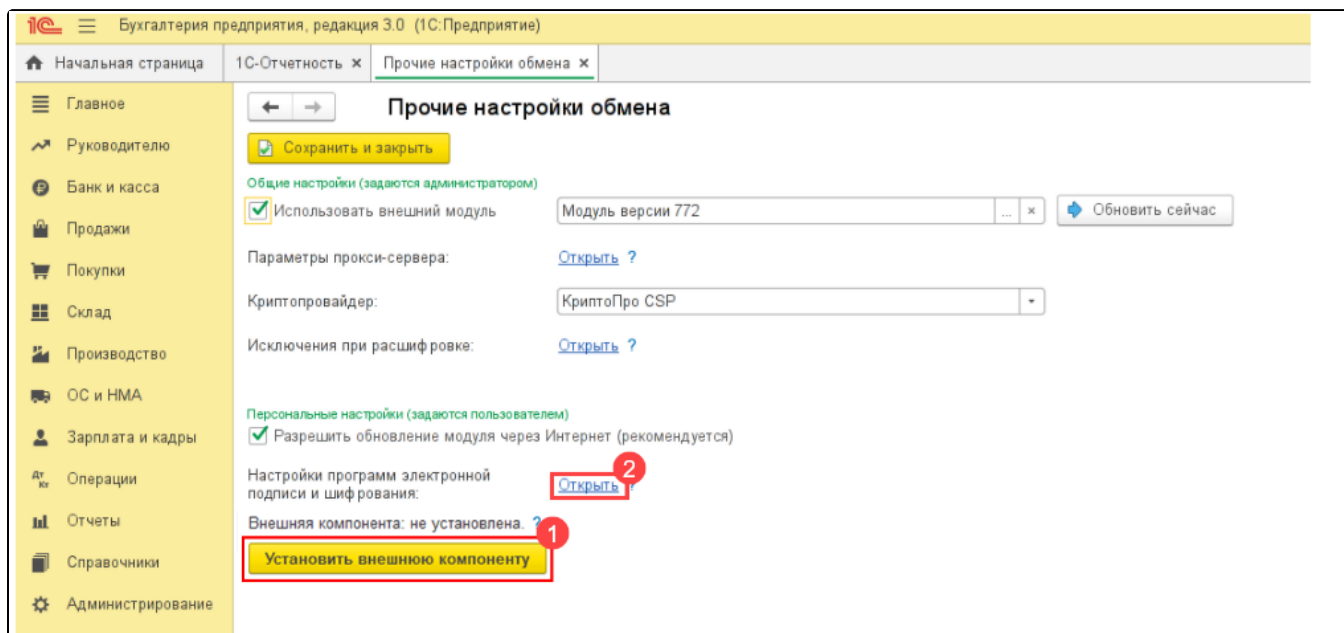 1С Бухгалтерия предприятия, редакция 3.0 (1С:Предприятие)
Начальная страница 1С-Отчетность × Прочие настройки обмена ×
Главное
Руководителю
Банк и касса
Продажи
Покупки
Склад
Производство
ОС и НМА
Зарплата и кадры
Дт Кт Операции
Отчеты
Справочники
Администрирование
Прочие настройки обмена
Сохранить и закрыть
Общие настройки (задаются администратором)
Использовать внешний модуль Модуль версии 772 ... × Обновить сейчас
Параметры прокси-сервера: Открыть ?
Криптопровайдер: КриптоПро CSP
Исключения при расшифровке: Открыть ?
Персональные настройки (задаются пользователем)
Разрешить обновление модуля через Интернет (рекомендуется)
Настройки программ электронной
подписи и шифрования: Открыть ? 2
Внешняя компонента: не установлена. ?
1
Установить внешнюю компоненту